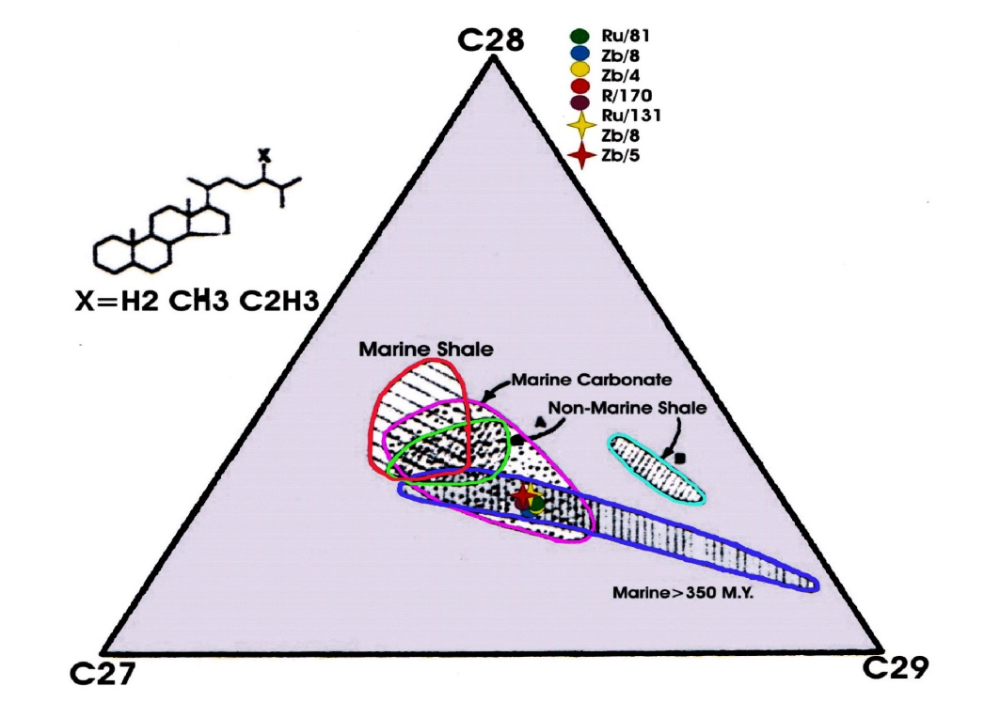 C28
Ru/81
Zb/8
Zb/4
R/170
Ru/131
Zb/8
Zb/5
X
X=H2 CH3 C2H3
Marine Shale
Marine Carbonate
Non-Marine Shale
A
Marine>350 M.Y.
C27
C29